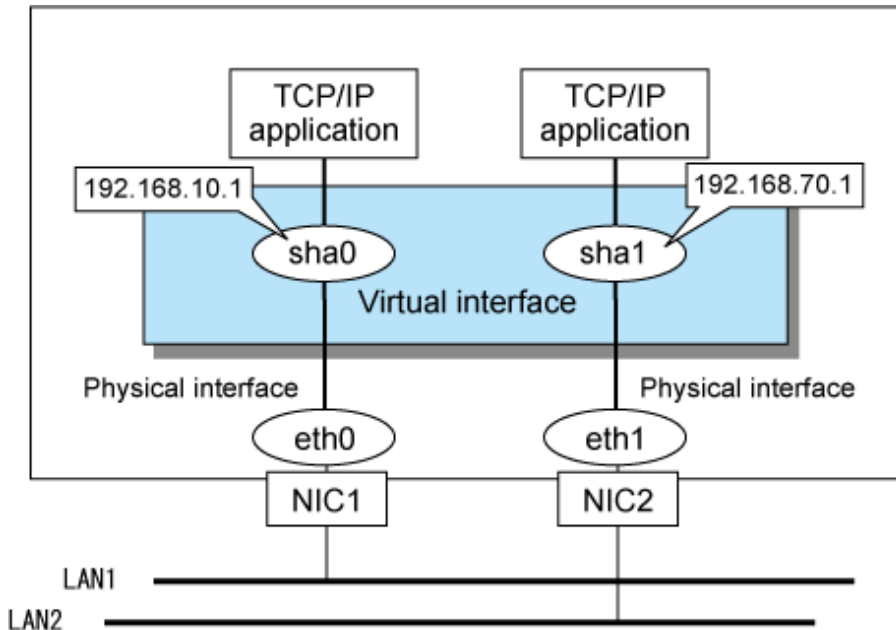 TCP/IP
application
TCP/IP
application
192.168.10.1
192.168.70.1
sha0
sha1
Virtual interface
Physical interface
Physical interface
eth0
eth1
NIC1
NIC2
LAN1
LAN2